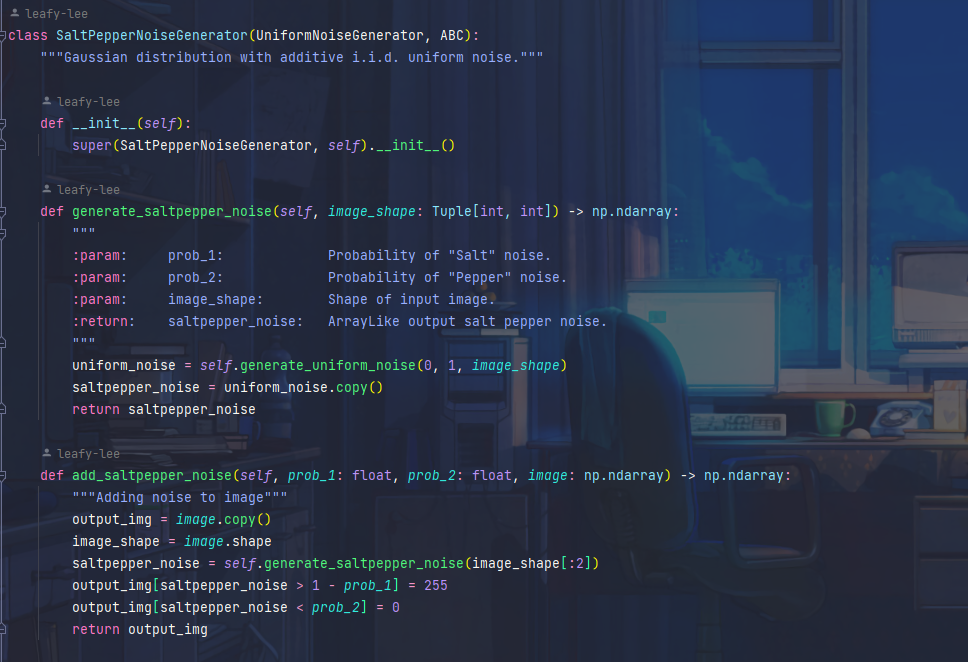 leafy-lee
class SaltPepperNoiseGenerator(UniformNoiseGenerator, ABC):
"""Gaussian distribution with additive i.i.d. uniform noise."""
leafy-lee
def __init__(self):
super(SaltPepperNoiseGenerator, self).__init__()
leafy-lee
def generate_saltpepper_noise(self, image_shape: Tuple[int, int]) -> np.ndarray:
"""
:param: prob_1: Probability of "Salt" noise.
:param: prob_2: Probability of "Pepper" noise.
:param: image_shape: Shape of input image.
:return: saltpepper_noise: ArrayLike output salt pepper noise.
"""
uniform_noise = self.generate_uniform_noise(0, 1, image_shape)
saltpepper_noise = uniform_noise.copy()
return saltpepper_noise
leafy-lee
def add_saltpepper_noise(self, prob_1: float, prob_2: float, image: np.ndarray) -> np.ndarray:
"""Adding noise to image"""
output_img = image.copy()
image_shape = image.shape
saltpepper_noise = self.generate_saltpepper_noise(image_shape[:2])
output_img[saltpepper_noise > 1 - prob_1] = 255
output_img[saltpepper_noise < prob_2] = 0
return output_img